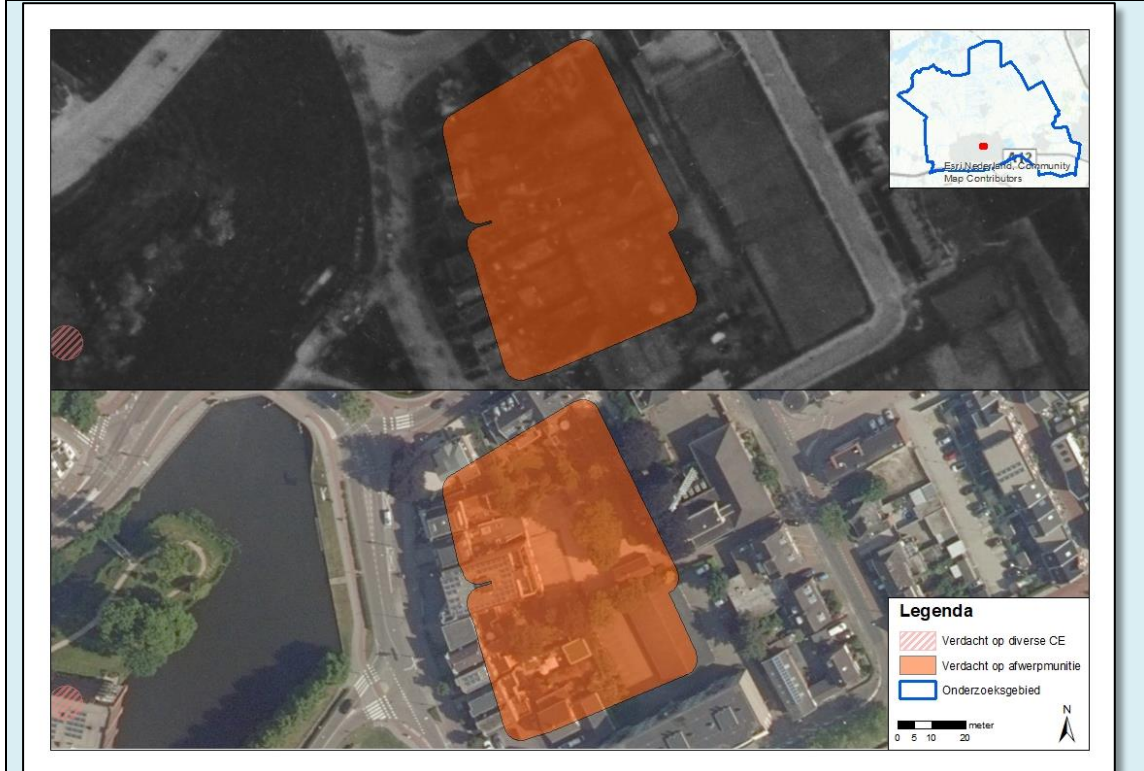 A12
Esri Nederland, Community
Map Contributors
Legenda
Verdacht op diverse CE
Verdacht op afwerpmunitie
Onderzoeksgebied
N
meter
0 5 10 20